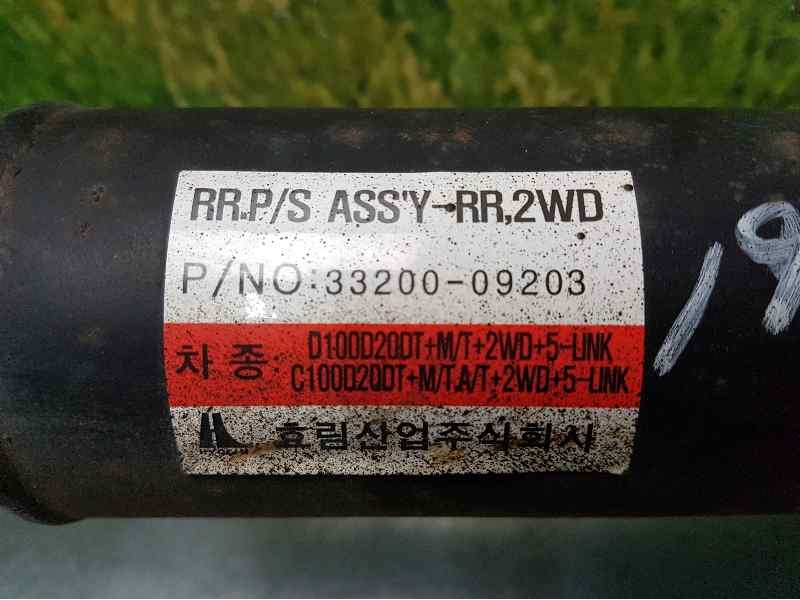 RR.P/S ASS'Y-RR,2WD
P/NO:33200-09203
차 종: D100D20DT+M/T+2WD+5-LINK
C100D20DT+M/T.A/T+2WD+5-LINK
효림산업주식회사
19